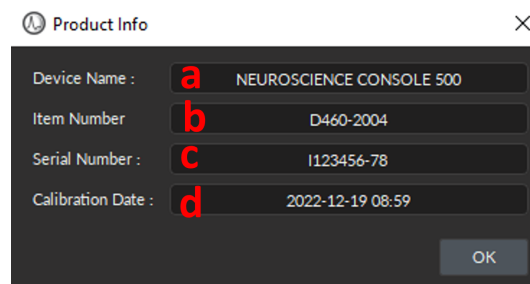 Product Info
Device Name : a NEUROSCIENCE CONSOLE 500
Item Number b D460-2004
Serial Number : c I123456-78
Calibration Date : d 2022-12-19 08:59
OK